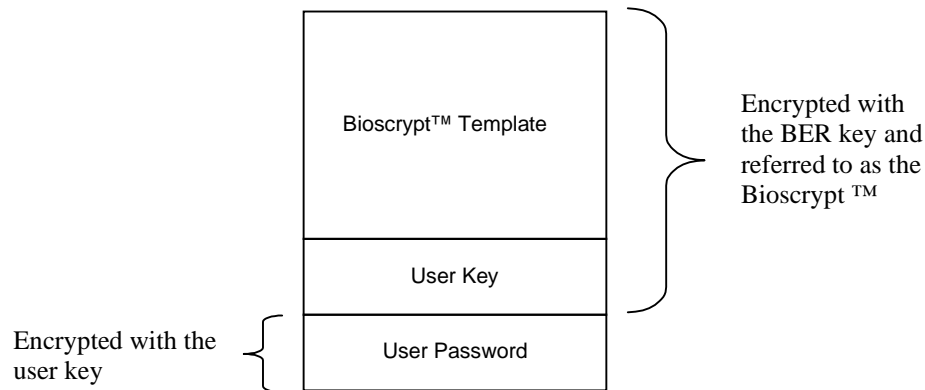 Bioscrypt™ Template
Encrypted with
the BER key and
referred to as the
Bioscrypt ™
User Key
Encrypted with the
user key
User Password